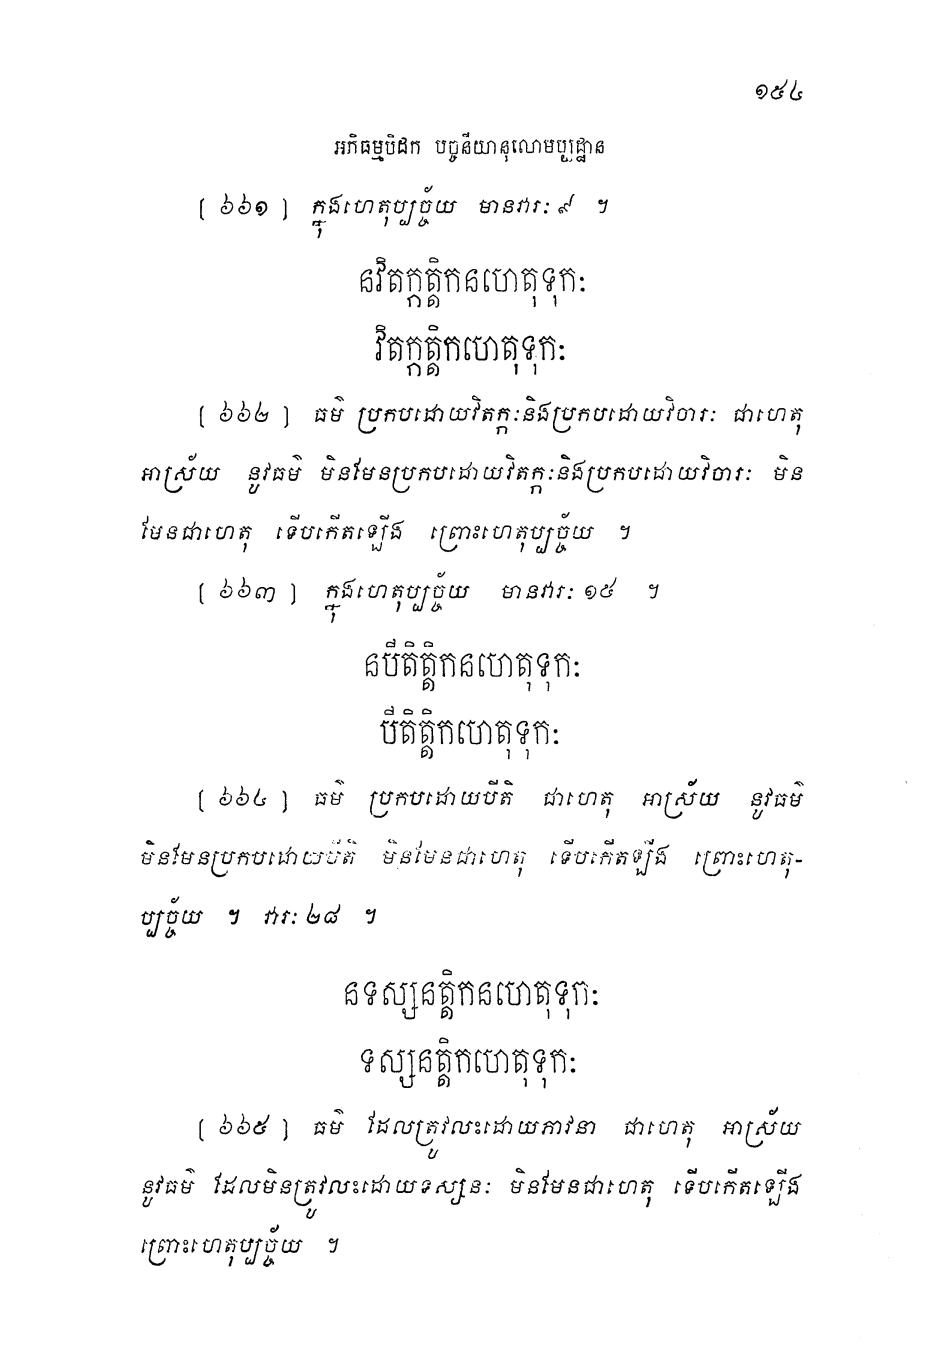 ១៥៤
អភិធម្មបិដក បច្ចនីយានុលោមប្បដ្ឋាន
[ ៦៦១ ] ក្នុងហេតុប្បច្ច័យ មានវារៈ ៩ ។
នវិតក្កត្តិកនហេតុទុកៈ
វិតក្កត្តិកហេតុទុកៈ
[ ៦៦២ ] ធម៌ ប្រកបដោយវិតក្កៈនិងប្រកបដោយវិចារៈ ជាហេតុ
អាស្រ័យ នូវធម៌ មិនមែនប្រកបដោយវិតក្កៈនិងប្រកបដោយវិចារៈ មិន
មែនជាហេតុ ទើបកើតឡើង ព្រោះហេតុប្បច្ច័យ ។
[ ៦៦៣ ] ក្នុងហេតុប្បច្ច័យ មានវារៈ ១៥ ។
នបីតិត្តិកនហេតុទុកៈ
បីតិត្តិកហេតុទុកៈ
[ ៦៦៤ ] ធម៌ ប្រកបដោយបីតិ ជាហេតុ អាស្រ័យ នូវធម៌
មិនមែនប្រកបដោយបីតិ មិនមែនជាហេតុ ទើបកើតឡើង ព្រោះហេតុ-
ប្បច្ច័យ ។ វារៈ ២៨ ។
នទស្សនត្តិកនហេតុទុកៈ
ទស្សនត្តិកហេតុទុកៈ
[ ៦៦៥ ] ធម៌ ដែលត្រូវលះដោយភាវនា ជាហេតុ អាស្រ័យ
នូវធម៌ ដែលមិនត្រូវលះដោយទស្សនៈ មិនមែនជាហេតុ ទើបកើតឡើង
ព្រោះហេតុប្បច្ច័យ ។